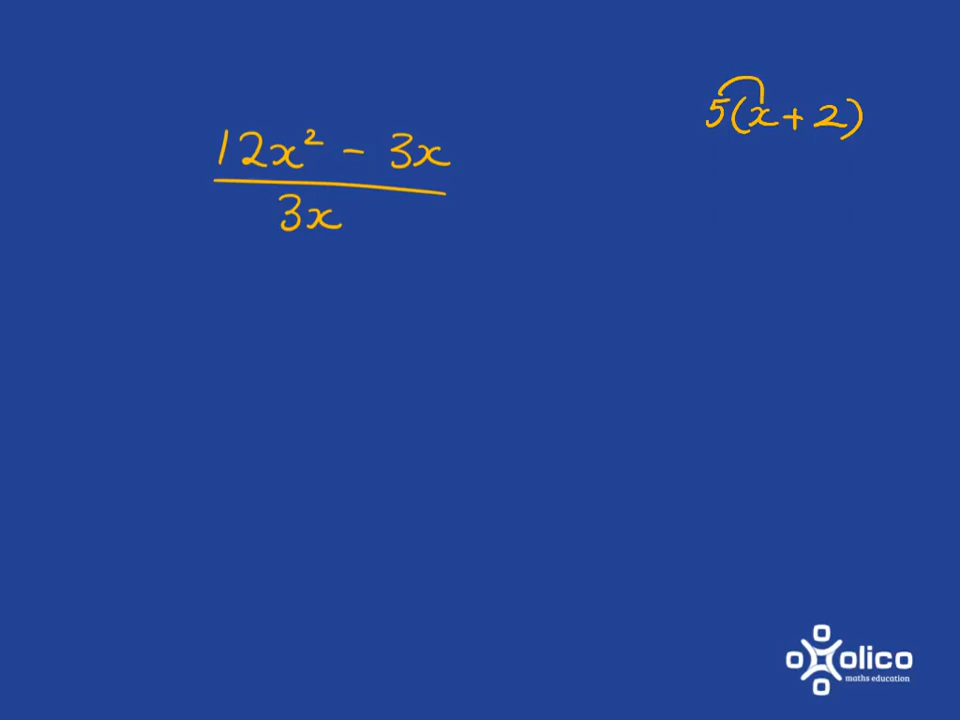 5(x + 2)
12x² - 3x
3x
olico
maths education